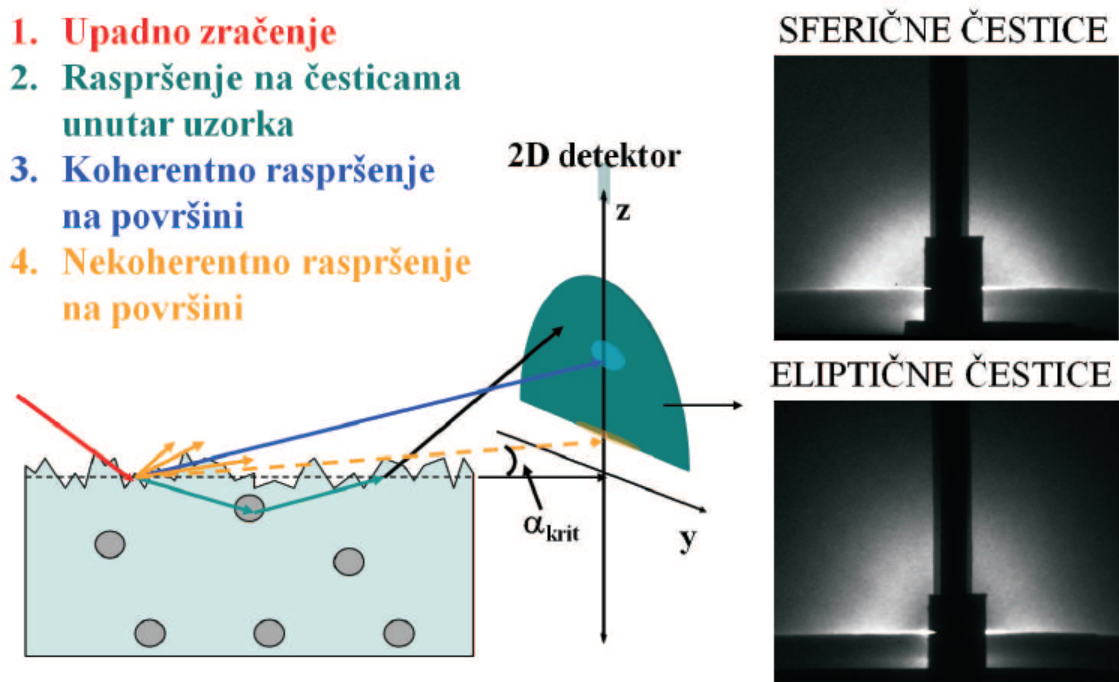 1. Upadno zračenje
2. Raspršenje na česticama
unutar uzorka
3. Koherentno raspršenje
na površini
4. Nekoherentno raspršenje
na površini
2D detektor
z
αkrit
y
SFERIČNE ČESTICE
ELIPTIČNE ČESTICE